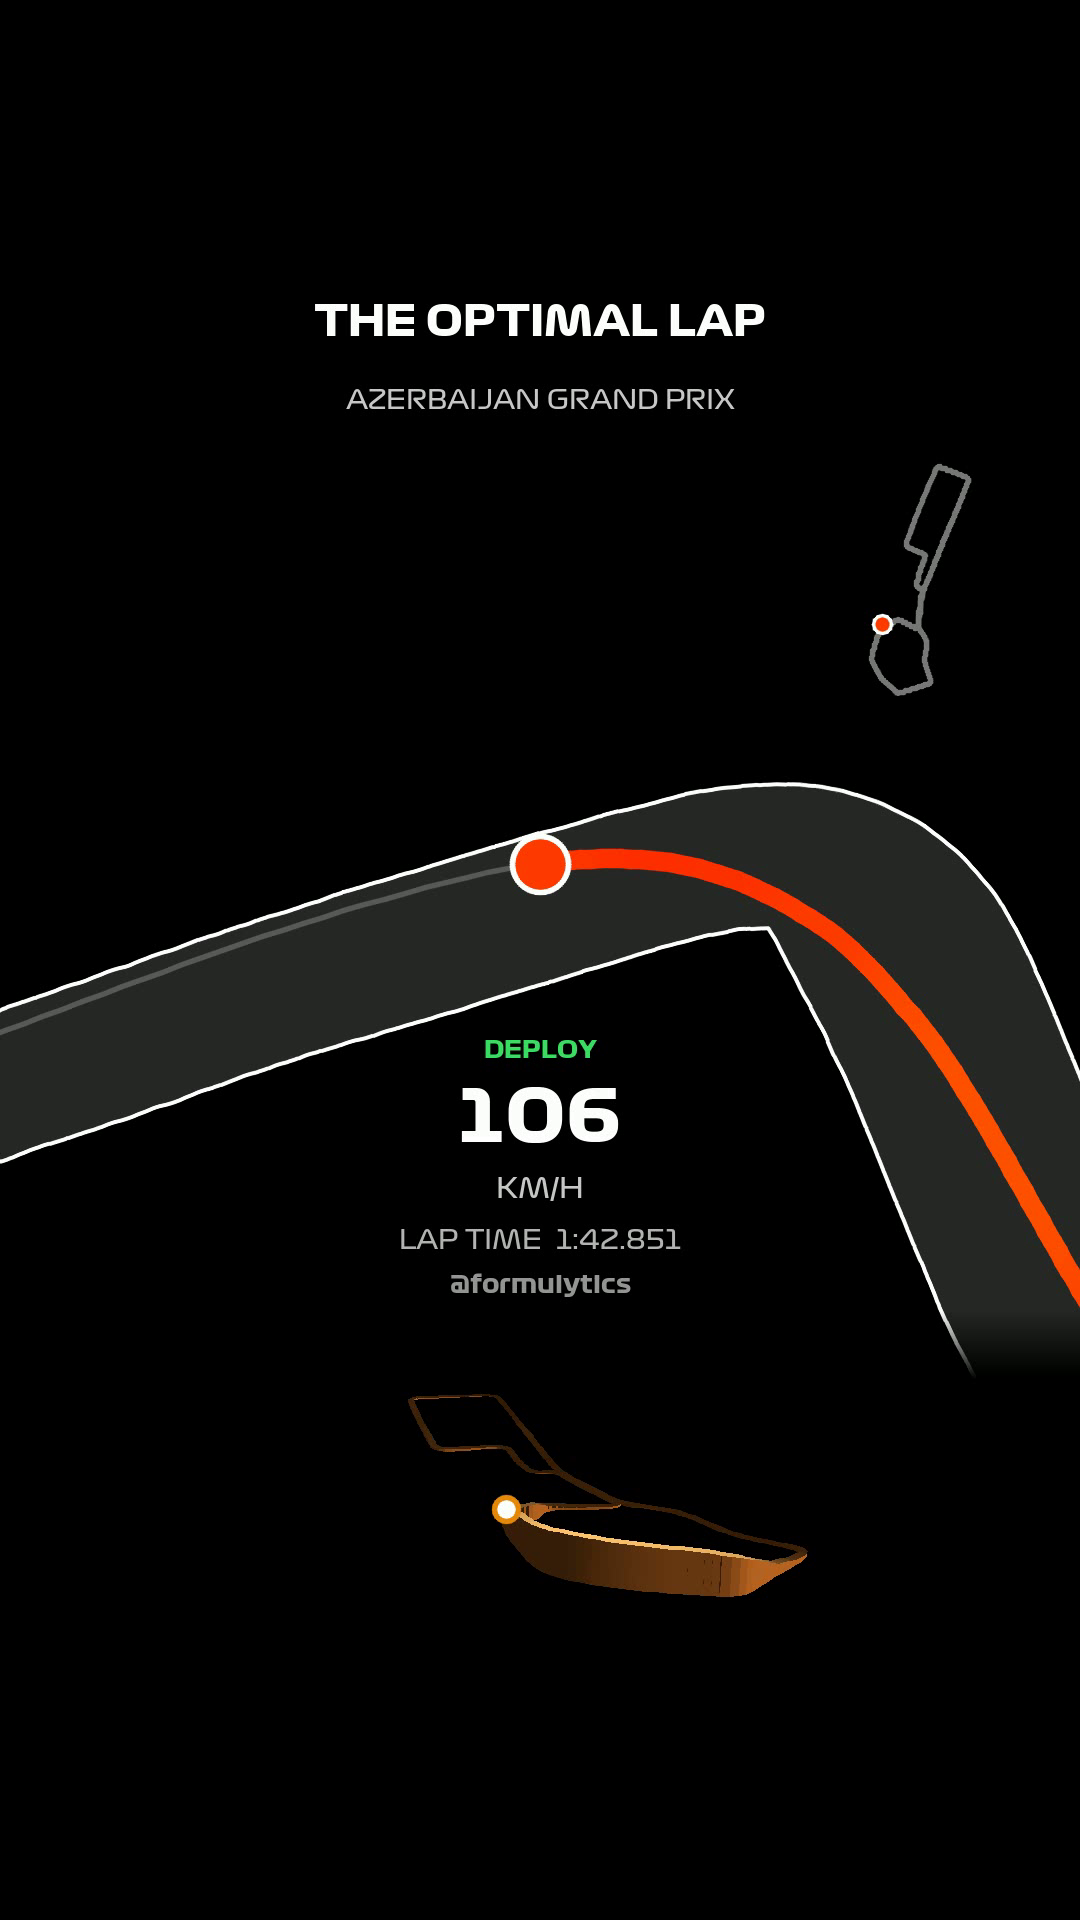 THE OPTIMAL LAP
AZERBAIJAN GRAND PRIX
DEPLOY
106
KM/H
LAP TIME 1:42.851
@formulytics